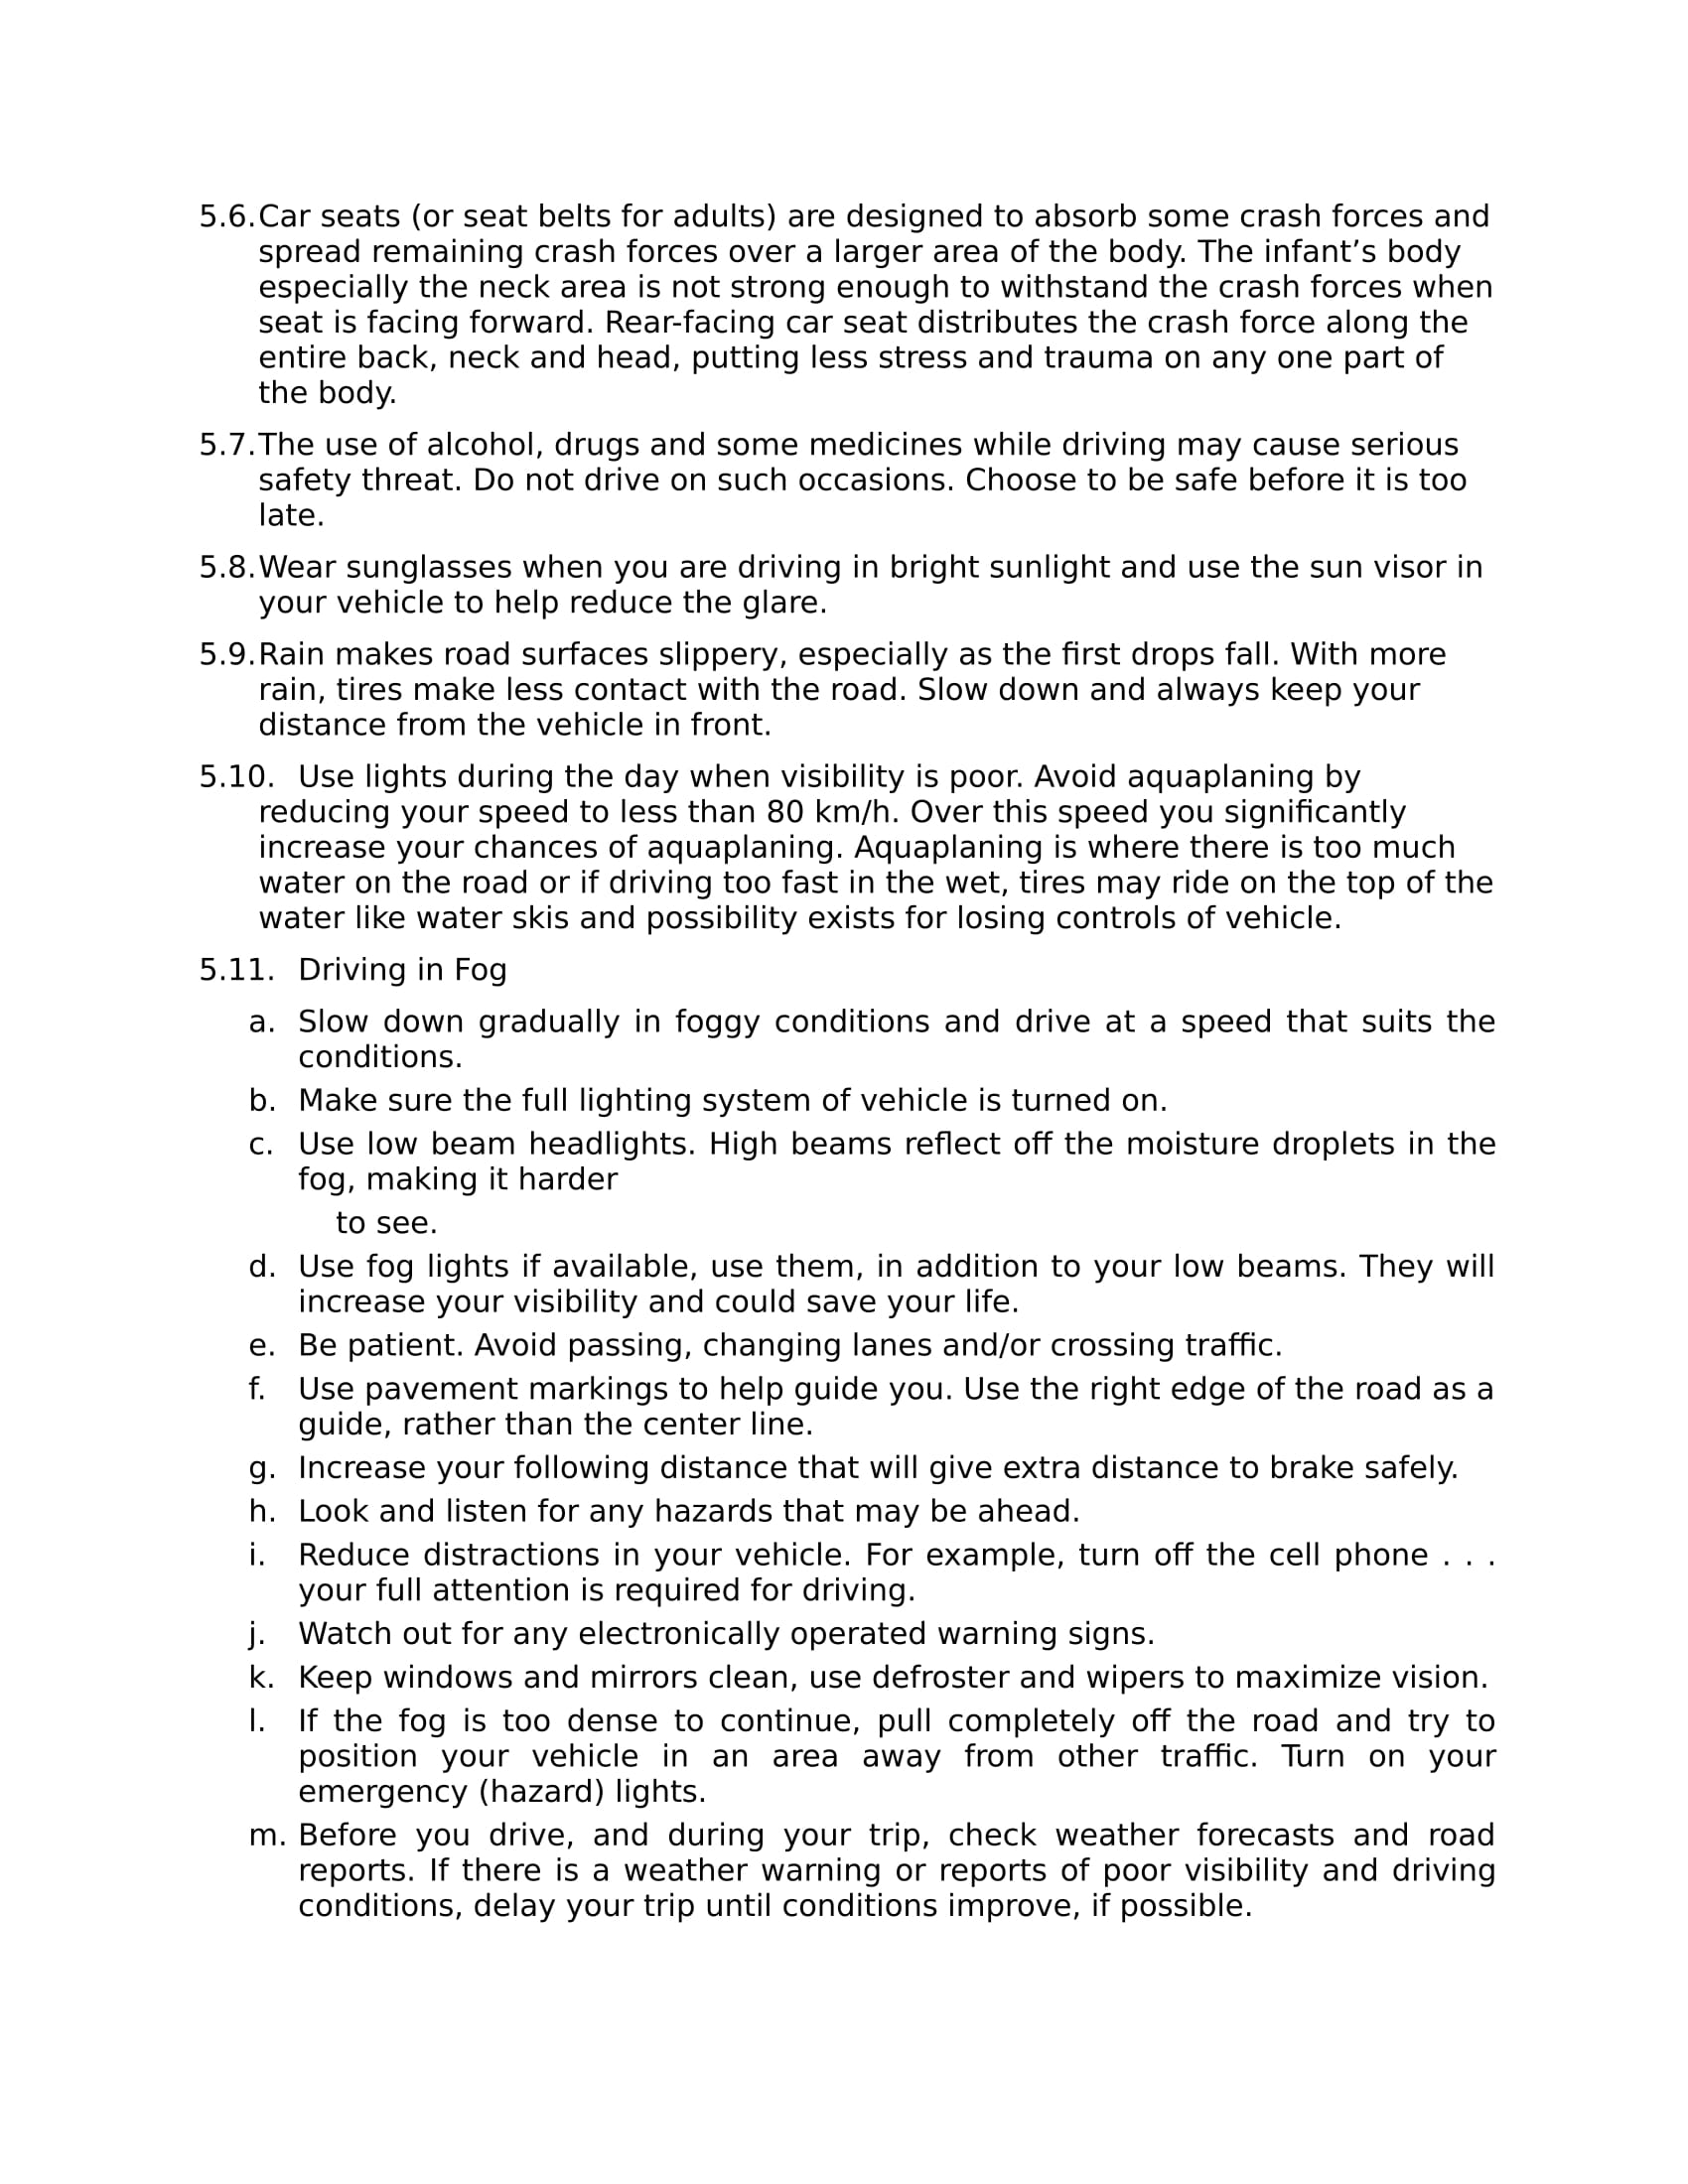 5.6.Car seats (or seat belts for adults) are designed to absorb some crash forces and
spread remaining crash forces over a larger area of the body. The infant’s body
especially the neck area is not strong enough to withstand the crash forces when
seat is facing forward. Rear-facing car seat distributes the crash force along the
entire back, neck and head, putting less stress and trauma on any one part of
the body.
5.7.The use of alcohol, drugs and some medicines while driving may cause serious
safety threat. Do not drive on such occasions. Choose to be safe before it is too
late.
5.8.Wear sunglasses when you are driving in bright sunlight and use the sun visor in
your vehicle to help reduce the glare.
5.9.Rain makes road surfaces slippery, especially as the first drops fall. With more
rain, tires make less contact with the road. Slow down and always keep your
distance from the vehicle in front.
5.10. Use lights during the day when visibility is poor. Avoid aquaplaning by
reducing your speed to less than 80 km/h. Over this speed you significantly
increase your chances of aquaplaning. Aquaplaning is where there is too much
water on the road or if driving too fast in the wet, tires may ride on the top of the
water like water skis and possibility exists for losing controls of vehicle.
5.11. Driving in Fog
a. Slow down gradually in foggy conditions and drive at a speed that suits the
conditions.
b. Make sure the full lighting system of vehicle is turned on.
c. Use low beam headlights. High beams reflect off the moisture droplets in the
fog, making it harder
to see.
d. Use fog lights if available, use them, in addition to your low beams. They will
increase your visibility and could save your life.
e. Be patient. Avoid passing, changing lanes and/or crossing traffic.
f. Use pavement markings to help guide you. Use the right edge of the road as a
guide, rather than the center line.
g. Increase your following distance that will give extra distance to brake safely.
h. Look and listen for any hazards that may be ahead.
i. Reduce distractions in your vehicle. For example, turn off the cell phone . . .
your full attention is required for driving.
j. Watch out for any electronically operated warning signs.
k. Keep windows and mirrors clean, use defroster and wipers to maximize vision.
l. If the fog is too dense to continue, pull completely off the road and try to
position your vehicle in an area away from other traffic. Turn on your
emergency (hazard) lights.
m. Before you drive, and during your trip, check weather forecasts and road
reports. If there is a weather warning or reports of poor visibility and driving
conditions, delay your trip until conditions improve, if possible.